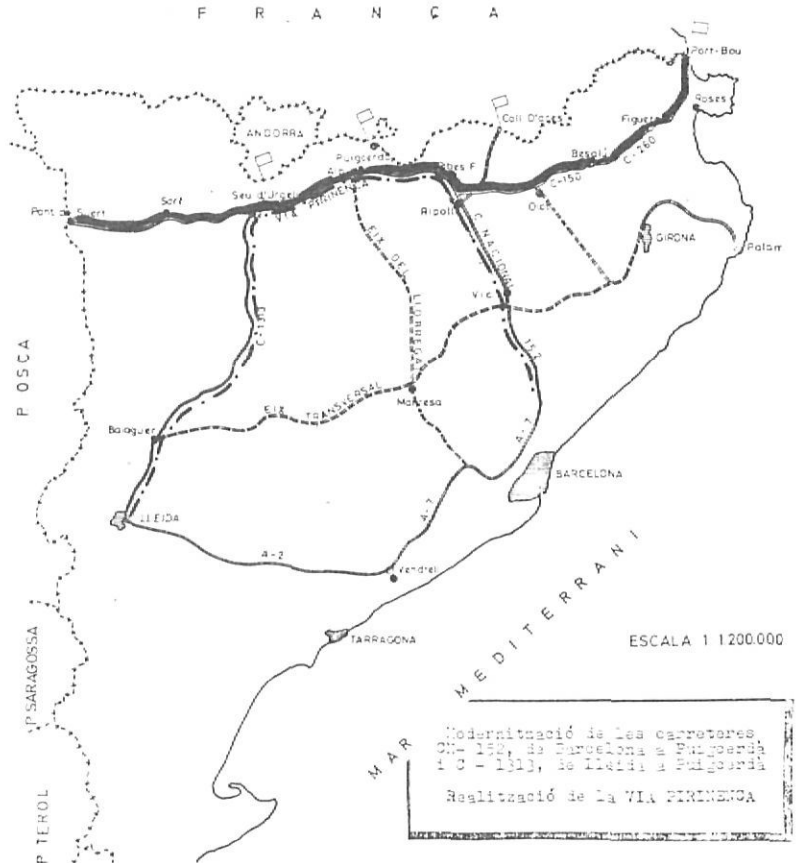 F R A N Ç A
Port-Bou
Roses
Coll D'ares
ANDORRA
Figueres
Puigcerdà
Besalú
C-260
Ribes F.
C-150
Seu d'Urgell
VIA PIRINENCA
Sort
Pont de Suert
Ripoll
Olot
GIRONA
Palam
EIX DEL LLOBREGAT
C. NACIONAL 152
Vic
C-1313
P OSCA
EIX TRANSVERSAL
Manresa
Balaguer
A-7
BARCELONA
LLEIDA
A-7
A-2
Vendrell
TARRAGONA
MAR MEDITERRANI
ESCALA 1 1.200.000
P SARAGOSSA
P TEROL
Modernització de les carreteres
CN- 152, de Barcelona a Puigcerdà
i C - 1313, de Lleida a Puigcerdà
Realització de la VIA PIRINENCA